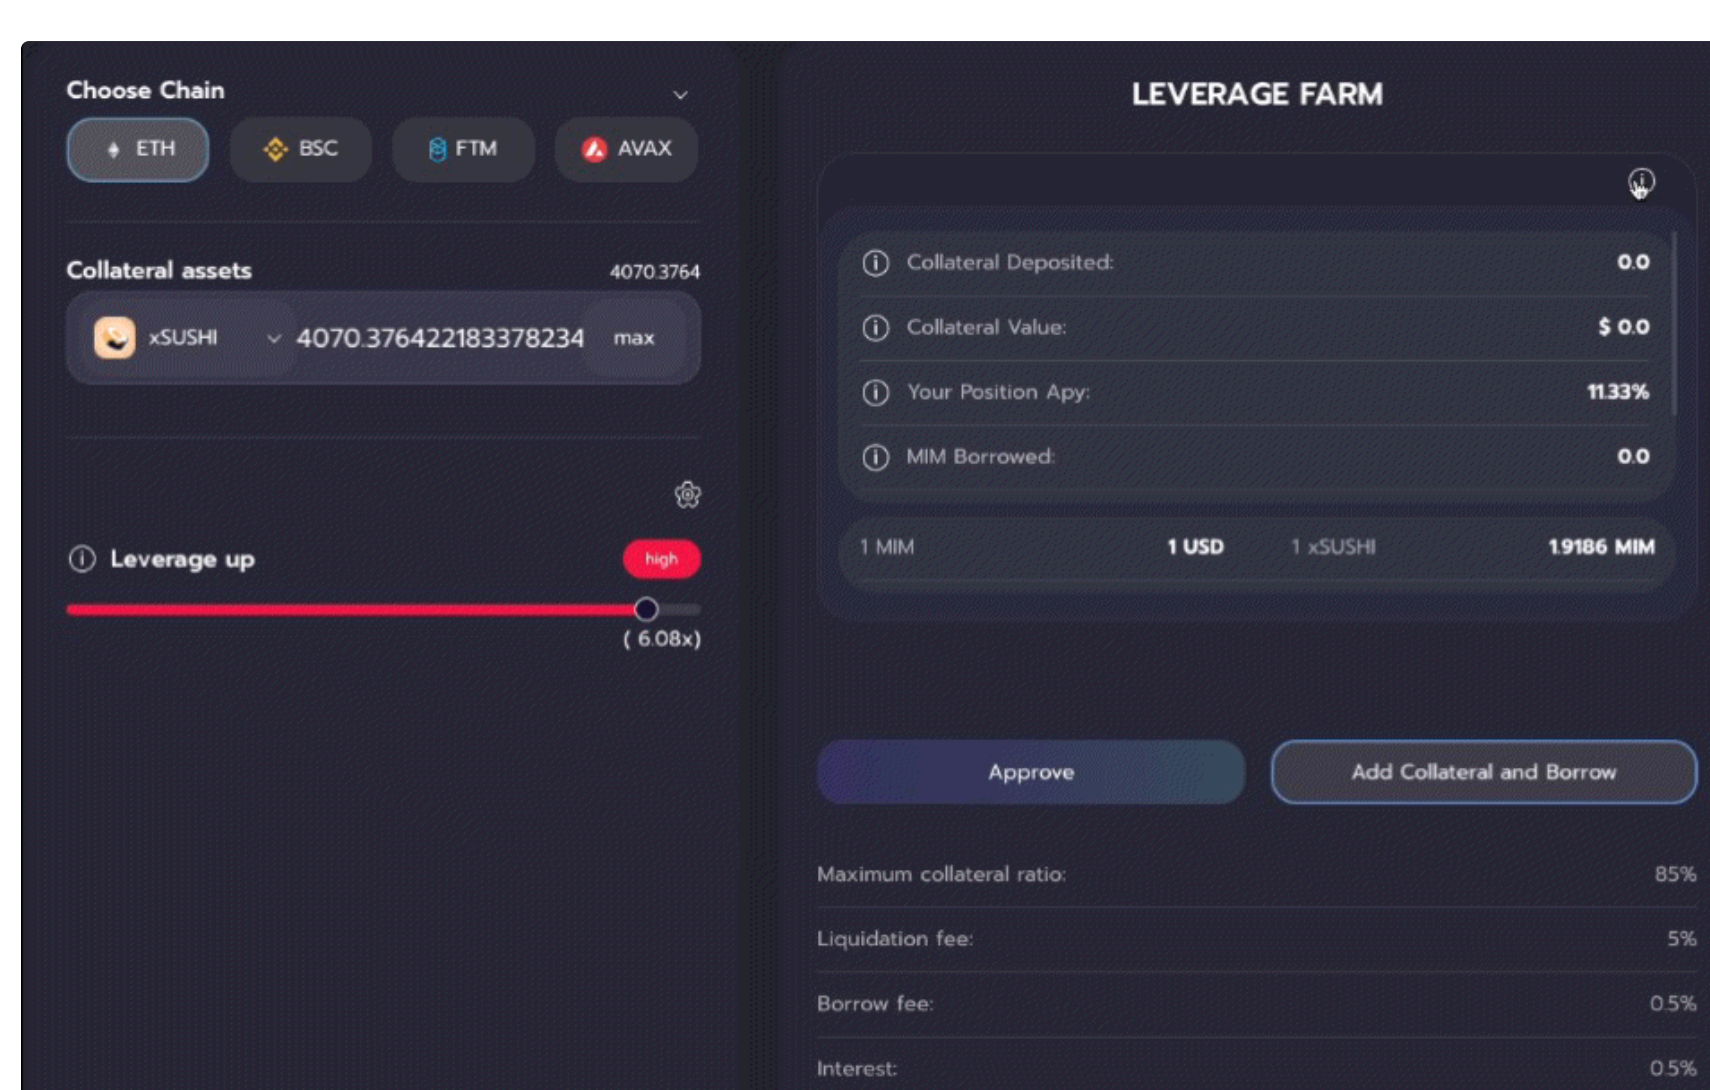 Choose Chain
ETH BSC FTM AVAX
Collateral assets 4070.3764
xSUSHI 4070.376422183378234 max
Leverage up high
( 6.08x)
LEVERAGE FARM
Collateral Deposited: 0.0
Collateral Value: $ 0.0
Your Position Apy: 11.33%
MIM Borrowed: 0.0
1 MIM 1 USD 1 xSUSHI 1.9186 MIM
Approve Add Collateral and Borrow
Maximum collateral ratio: 85%
Liquidation fee: 5%
Borrow fee: 0.5%
Interest: 0.5%